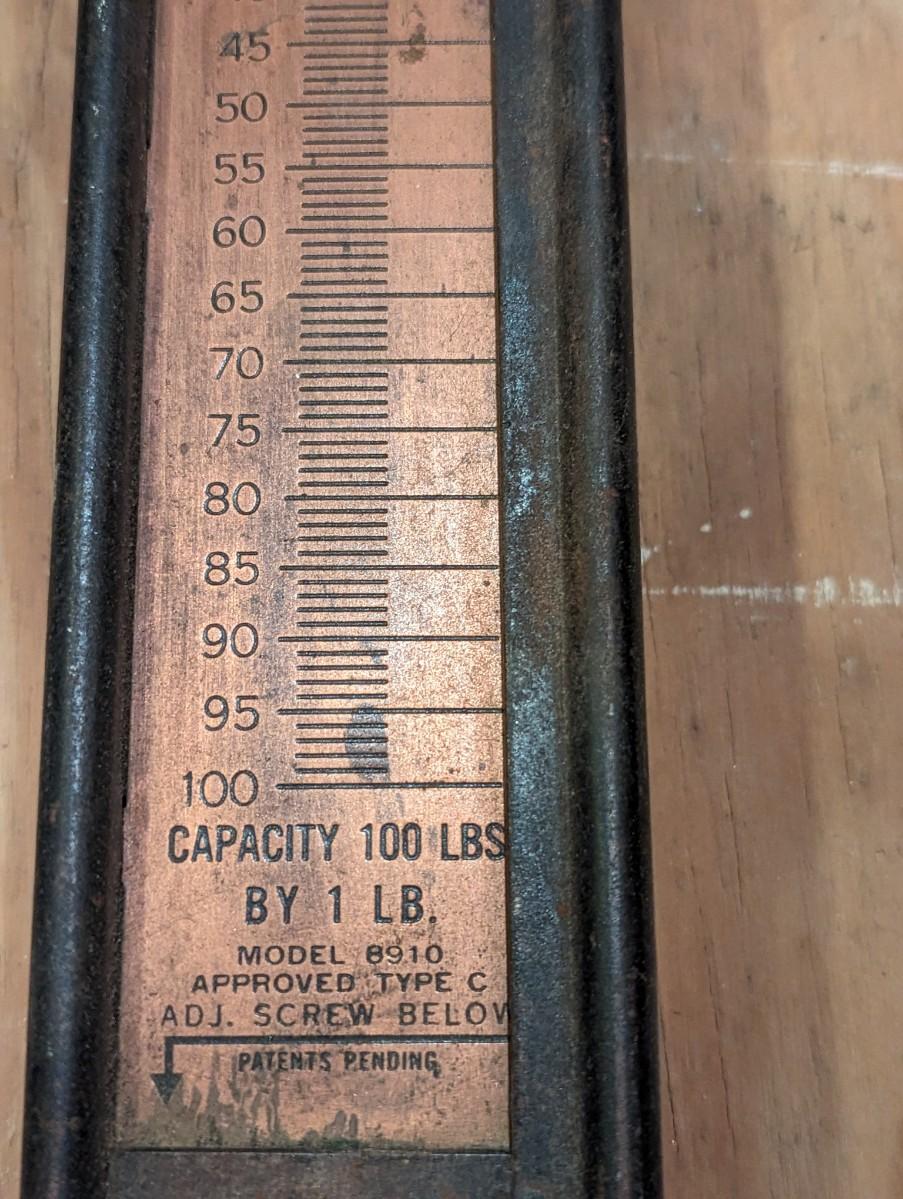 45
50
55
60
65
70
75
80
85
90
95
100
CAPACITY 100 LBS
BY 1 LB.
MODEL 8910
APPROVED TYPE C
ADJ. SCREW BELOW
PATENTS PENDING